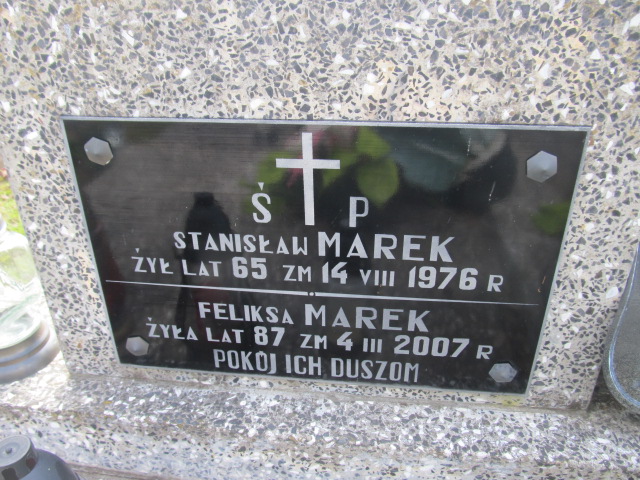 Ś P
STANISŁAW MAREK
ŻYŁ LAT 65 ZM 14 VIII 1976 R
FELIKSA MAREK
ŻYŁA LAT 87 ZM 4 III 2007 R
POKÓJ ICH DUSZOM